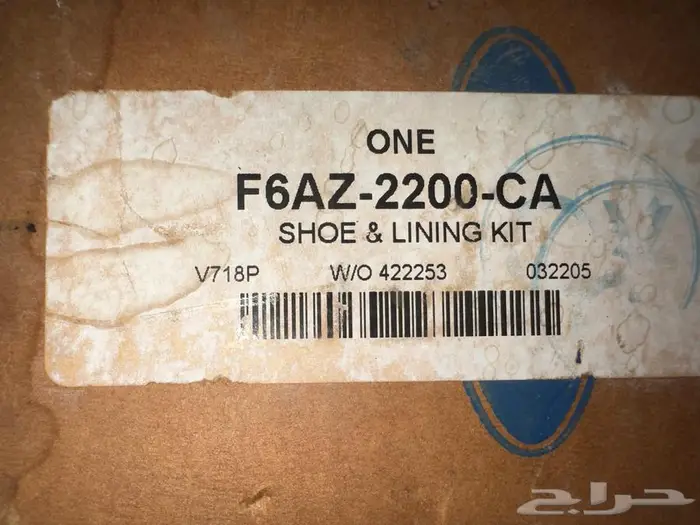 ONE
F6AZ-2200-CA
SHOE & LINING KIT
V718P W/O 422253 032205
حراج